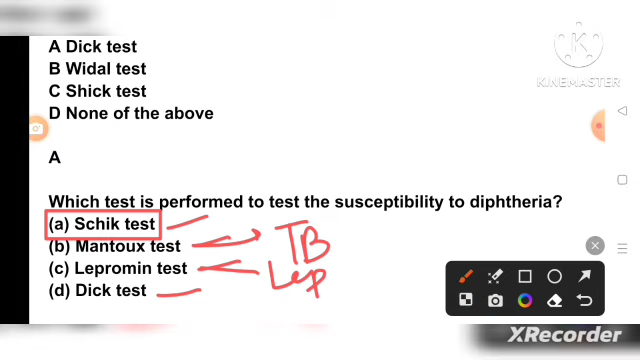 A Dick test
B Widal test
C Shick test
D None of the above
A
Which test is performed to test the susceptibility to diphtheria?
(a) Schik test
(b) Mantoux test
TB
(c) Lepromin test
Lep
(d) Dick test
K
KINEMASTER
XRecorder